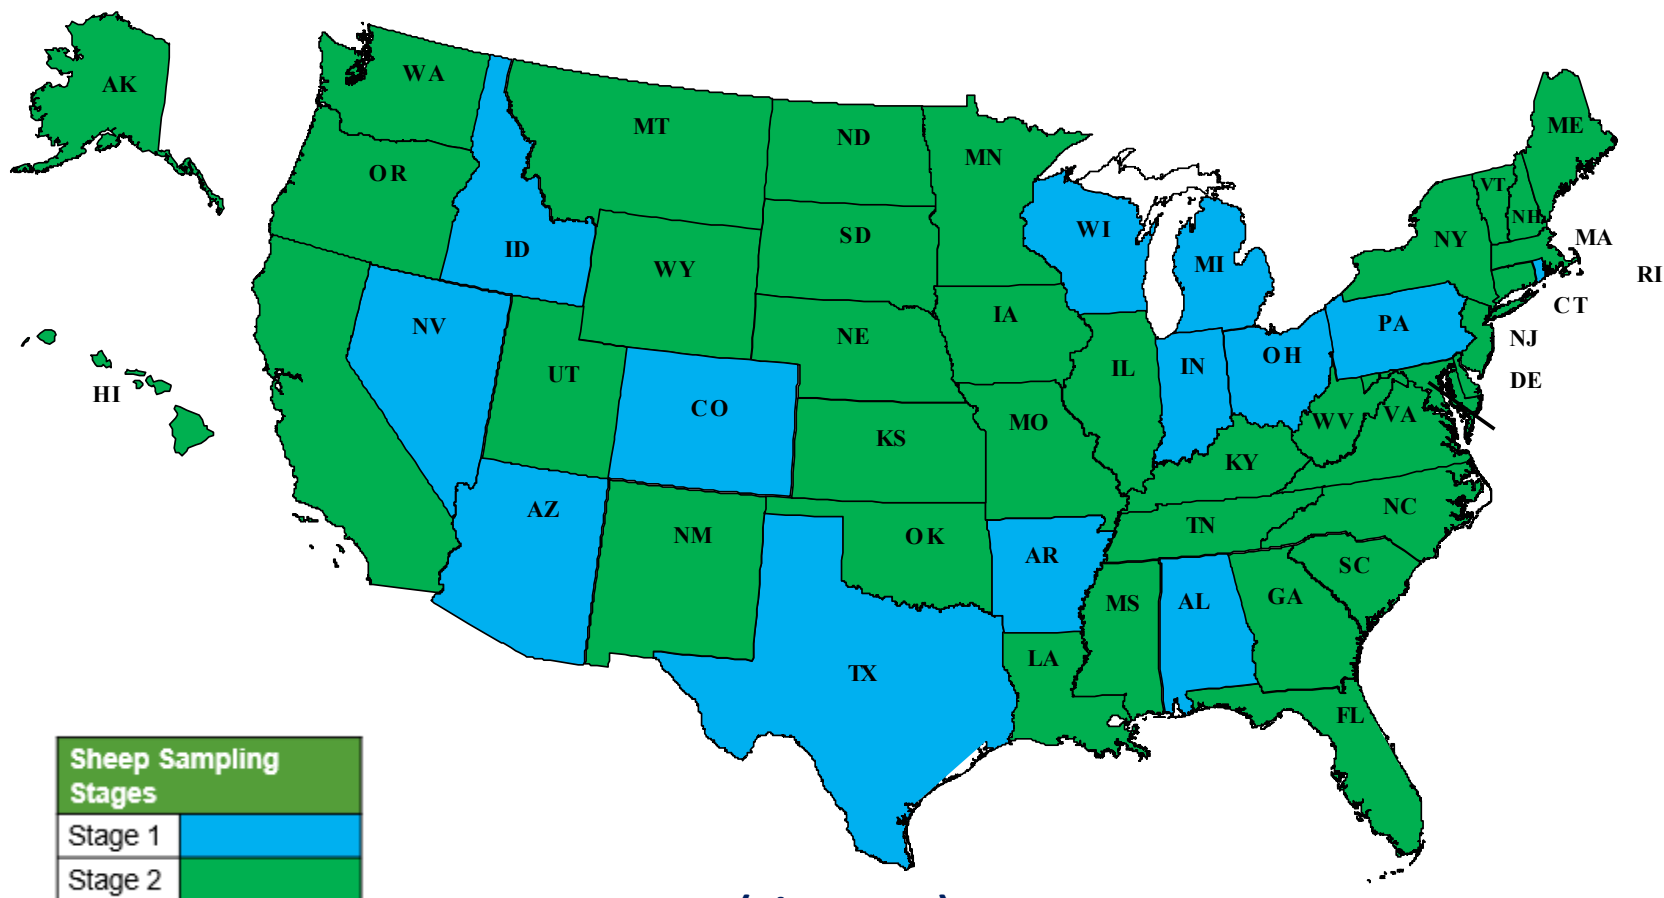 AK
WA
MT
ND
MN
ME
OR
VT
NH
ID
SD
WI
NY
MA
WY
MI
RI
NV
IA
CT
NE
PA
NJ
UT
IL
IN
OH
DE
HI
CO
MO
WV
VA
KS
KY
AZ
NC
NM
OK
TN
AR
SC
MS
AL
GA
LA
TX
FL
Sheep Sampling
Stages
Stage 1
Stage 2